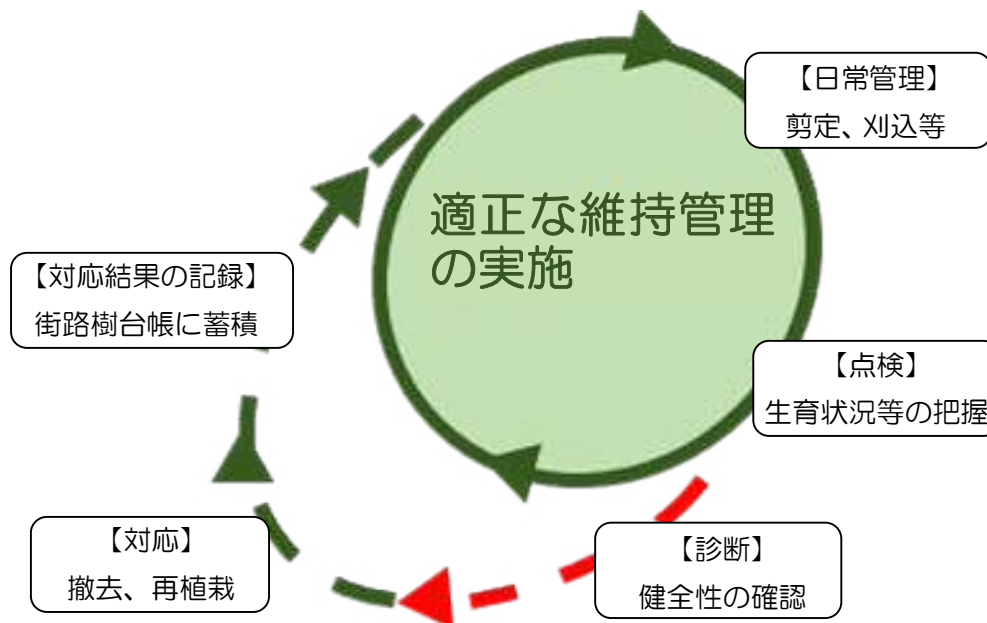 【日常管理】
剪定、刈込等
適正な維持管理
の実施
【対応結果の記録】
街路樹台帳に蓄積
【点検】
生育状況等の把握
【対応】
撤去、再植栽
【診断】
健全性の確認